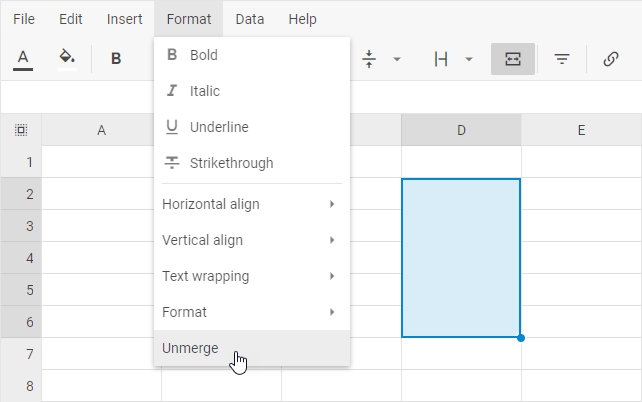 File Edit Insert Format Data Help
A B
Bold
Italic
Underline
Strikethrough
Horizontal align
Vertical align
Text wrapping
Format
Unmerge
A D E
1
2
3
4
5
6
7
8